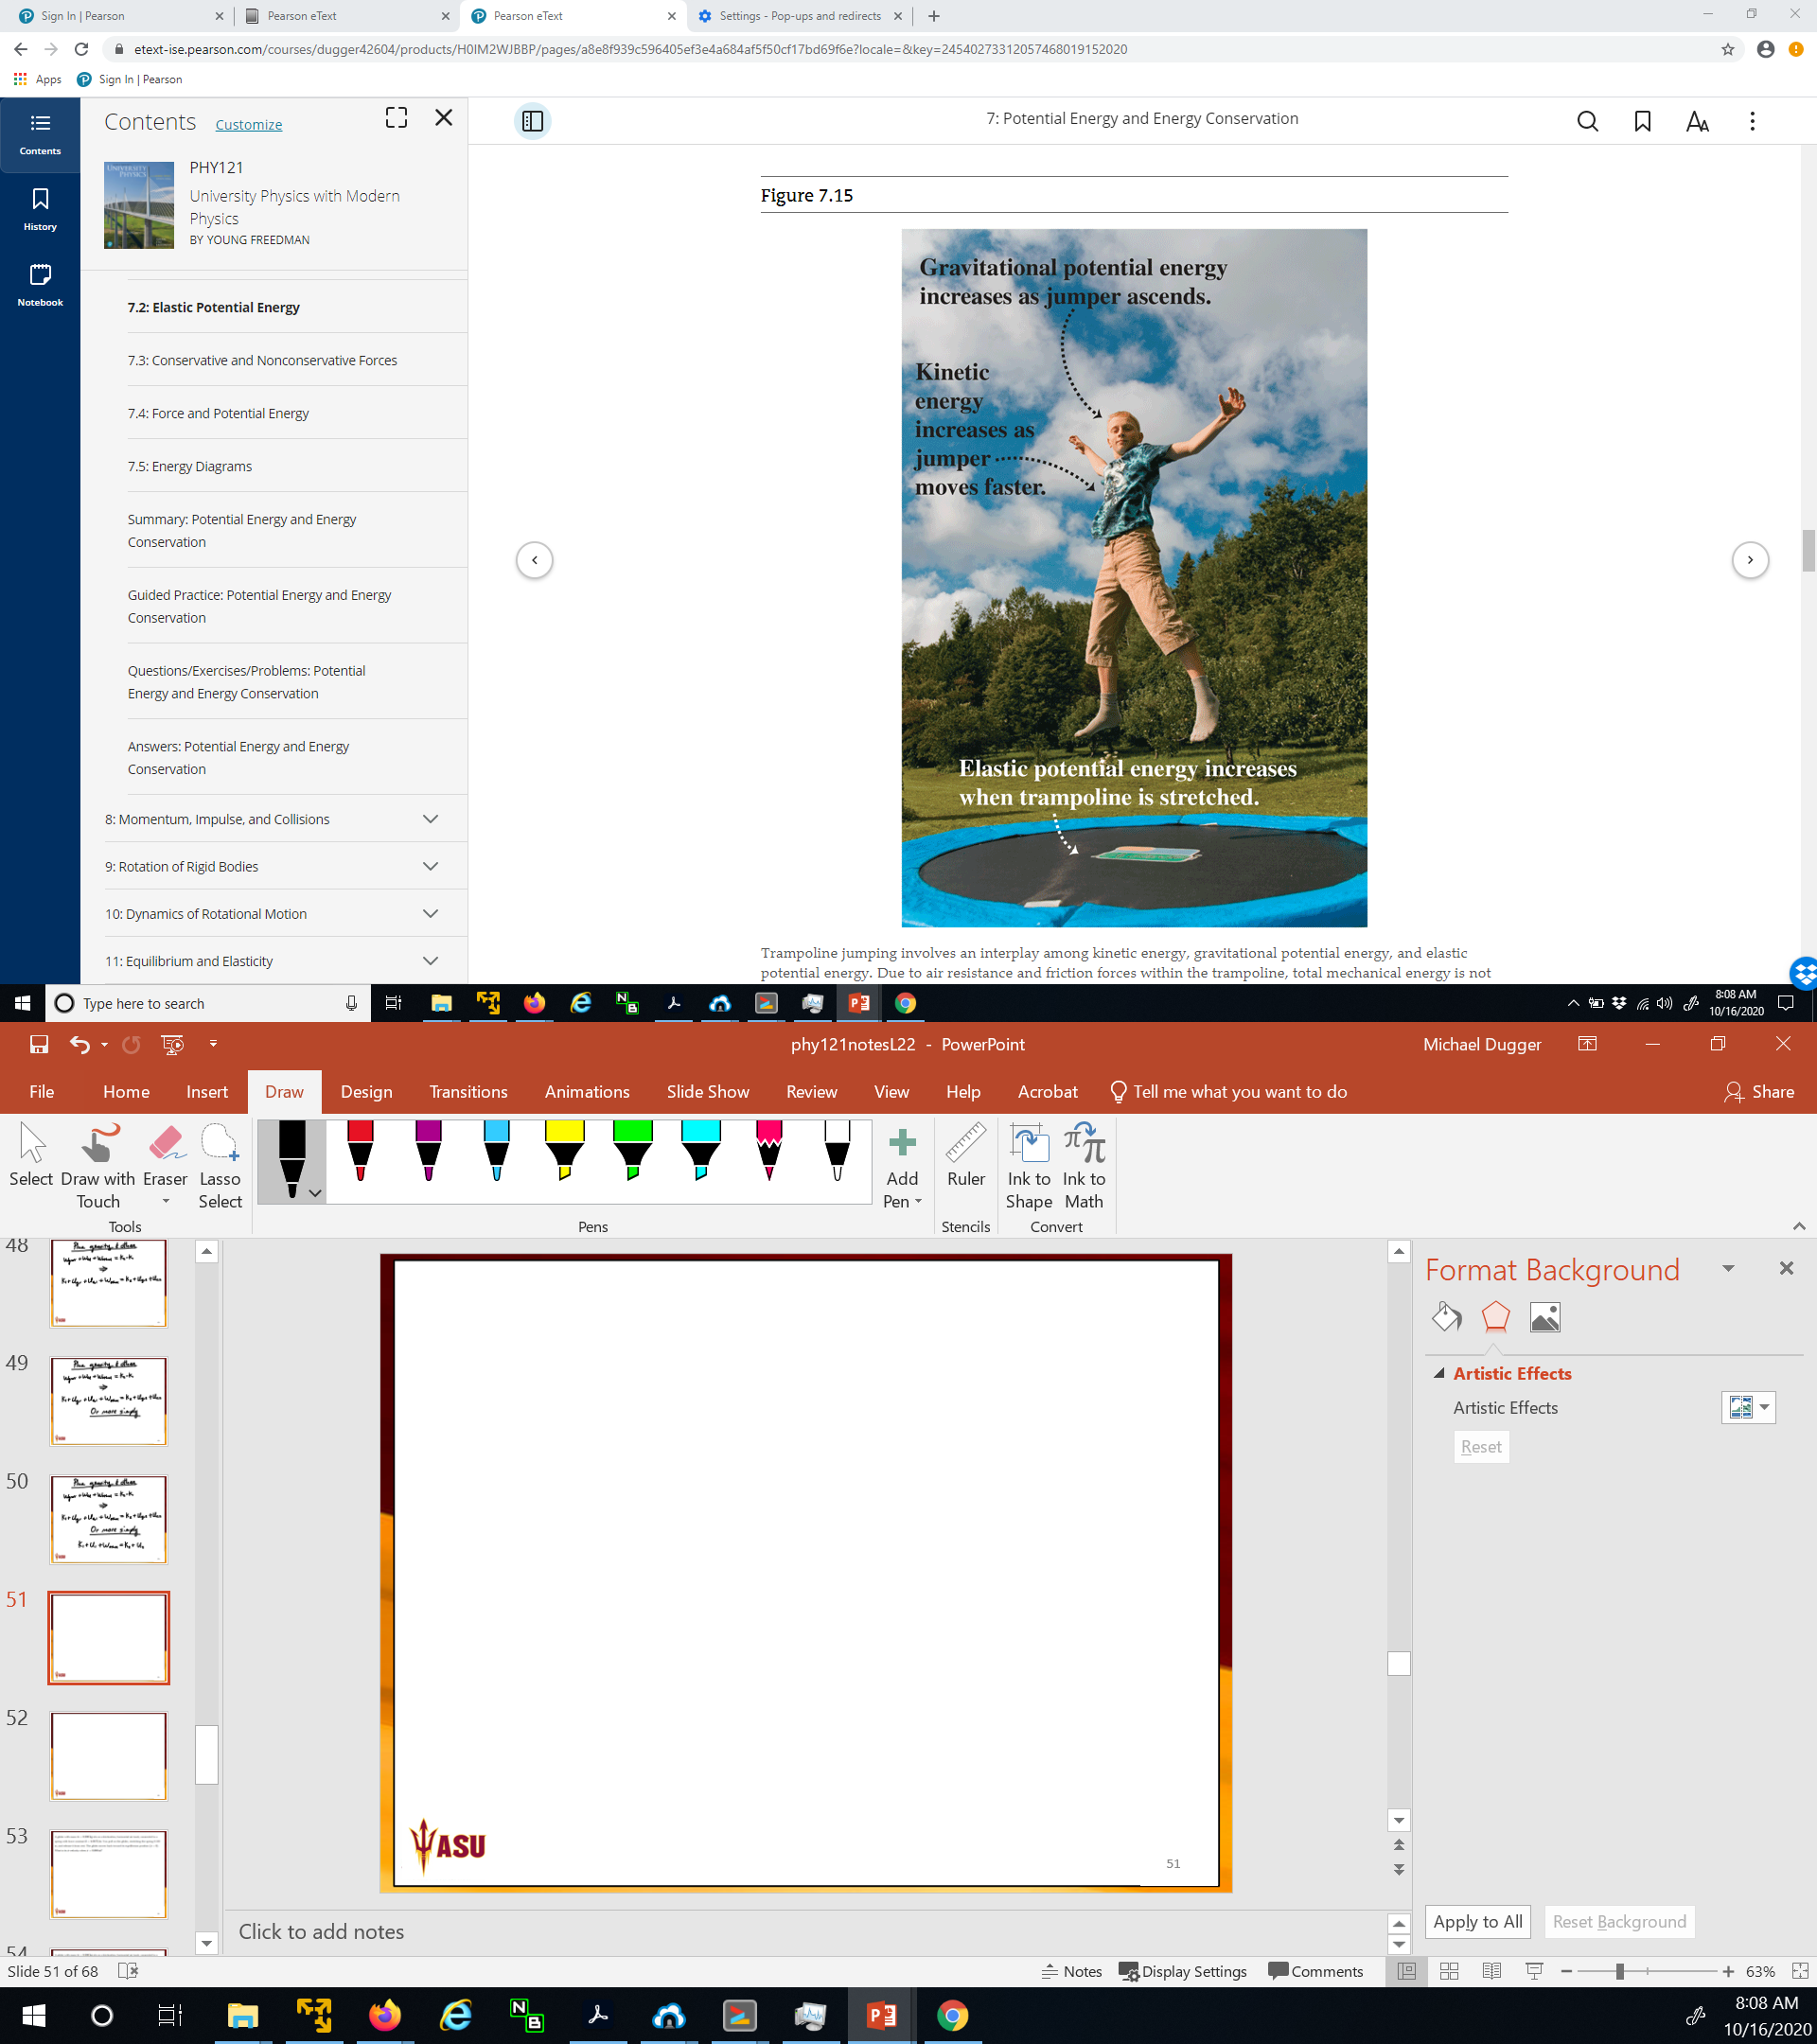 Sign In | Pearson
Pearson eText
Pearson eText
Settings - Pop-ups and redirects
etext-ise.pearson.com/courses/dugger42604/products/H0IM2WJBBP/pages/a8e8f939c596405ef3e4a684af5f50cf17bd69f6e?locale=&key=24540273312057468019152020
Apps
Sign In | Pearson
Contents
History
Notebook
Contents Customize
PHY121
University Physics with Modern
Physics
BY YOUNG FREEDMAN
7.2: Elastic Potential Energy
7.3: Conservative and Nonconservative Forces
7.4: Force and Potential Energy
7.5: Energy Diagrams
Summary: Potential Energy and Energy
Conservation
Guided Practice: Potential Energy and Energy
Conservation
Questions/Exercises/Problems: Potential
Energy and Energy Conservation
Answers: Potential Energy and Energy
Conservation
8: Momentum, Impulse, and Collisions
9: Rotation of Rigid Bodies
10: Dynamics of Rotational Motion
11: Equilibrium and Elasticity
7: Potential Energy and Energy Conservation
Figure 7.15
Gravitational potential energy
increases as jumper ascends.
Kinetic
energy
increases as
jumper
moves faster.
Elastic potential energy increases
when trampoline is stretched.
Trampoline jumping involves an interplay among kinetic energy, gravitational potential energy, and elastic
potential energy. Due to air resistance and friction forces within the trampoline, total mechanical energy is not
Type here to search
8:08 AM
10/16/2020
phy121notesL22 - PowerPoint
Michael Dugger
File Home Insert Draw Design Transitions Animations Slide Show Review View Help Acrobat Tell me what you want to do Share
Select
Draw with
Touch
Eraser
Lasso
Select
Tools
Pens
Add
Pen
Ruler
Stencils
Ink to
Shape
Ink to
Math
Convert
48
49
Or more simply
50
Or more simply
51
52
53
54
ASU
51
Click to add notes
Format Background
Artistic Effects
Artistic Effects
Reset
Apply to All
Reset Background
Slide 51 of 68
Notes
Display Settings
Comments
63%
8:08 AM
10/16/2020